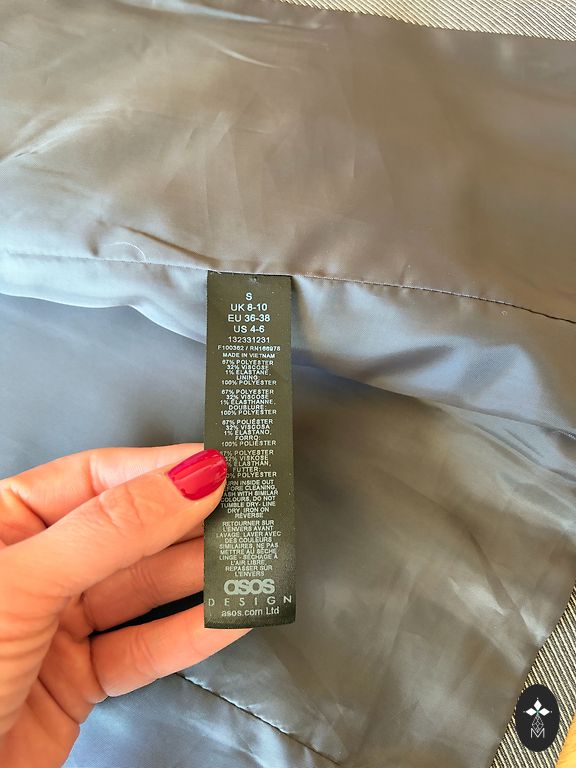 S
UK 8-10
EU 36-38
US 4-6
132331231
F100362 / RN166978
MADE IN VIETNAM
67% POLYESTER
32% VISCOSE
1% ELASTANE,
LINING:
100% POLYESTER
67% POLYESTER
32% VISCOSE
1% ÉLASTHANNE,
DOUBLURE:
100% POLYESTER
67% POLIÉSTER
32% VISCOSA
1% ELASTANO,
FORRO:
100% POLIÉSTER
POLYESTER
VISKOSE
ELASTHAN,
FUTTER:
POLYESTER
INSIDE OUT
CLEANING,
WITH SIMILAR
COLOURS, DO NOT
TUMBLE DRY- LINE
DRY, IRON ON
REVERSE
RETOURNER SUR
L'ENVERS AVANT
LAVAGE, LAVER AVEC
DES COULEURS
SIMILAIRES, NE PAS
METTRE AU SÈCHE
LINGE - SÉCHAGE À
L'AIR LIBRE,
REPASSER SUR
L'ENVERS
asos
DESIGN
asos.com Ltd
M